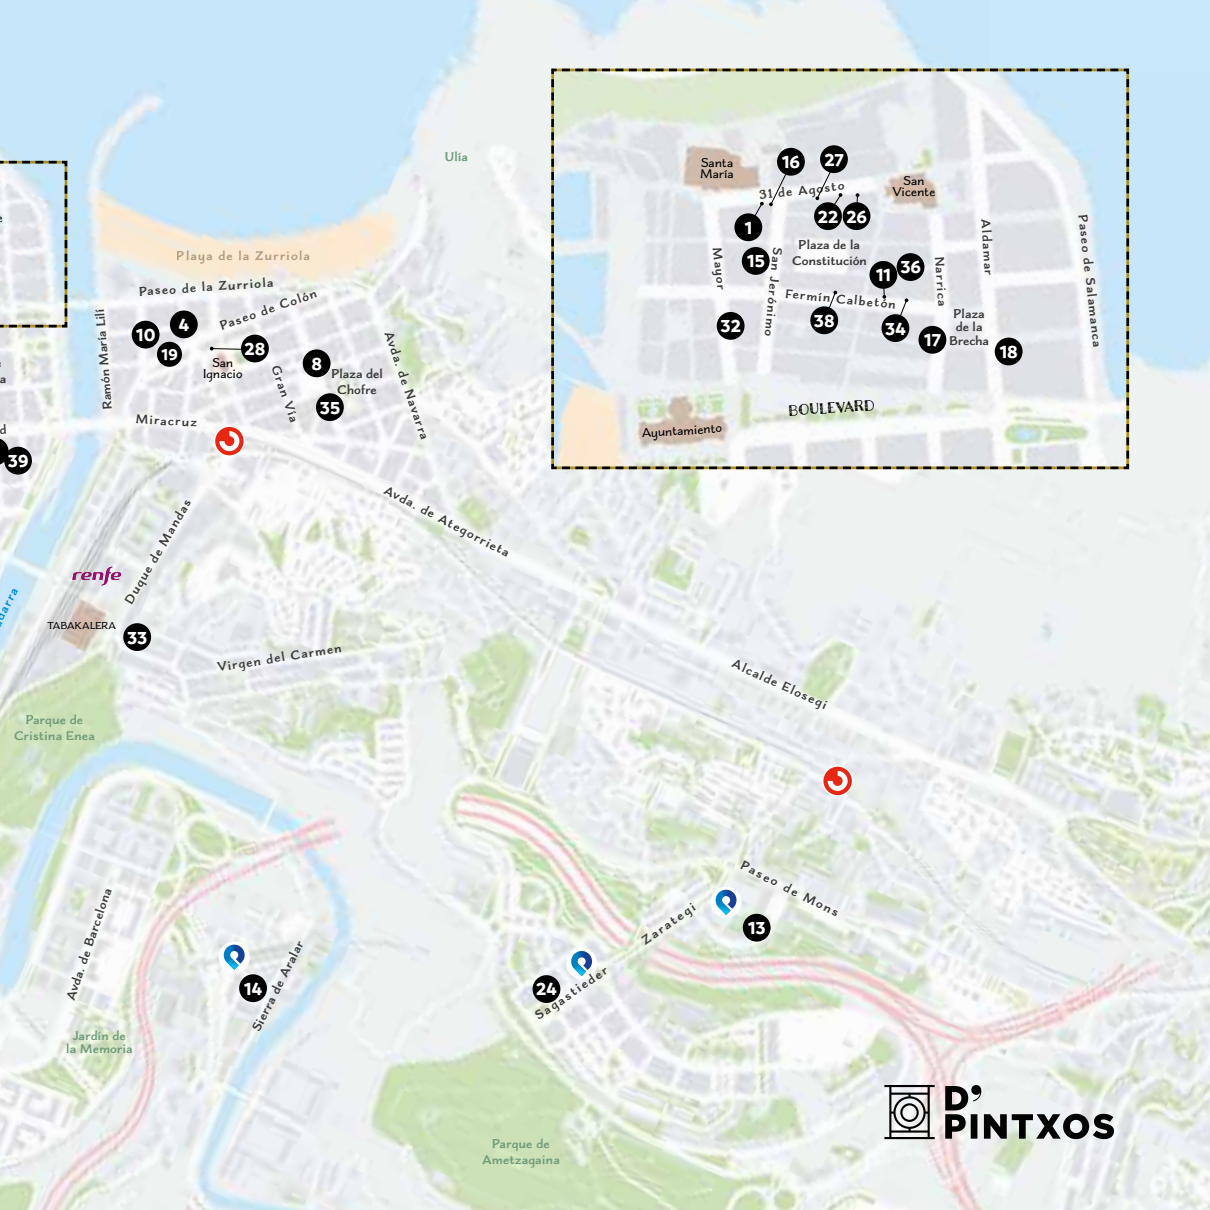 Ulía
Playa de la Zurriola
Paseo de la Zurriola
Paseo de Colón
Ramón María Lilí
10
4
19
28
San
Ignacio
8
Plaza del
Chofre
35
Gran Vía
Avda. de Navarra
Miracruz
39
Avda. de Ategorrieta
Duque de Mandas
renfe
TABAKALERA
33
Virgen del Carmen
Parque de
Cristina Enea
Santa
María
16
27
31 de Agosto
San
Vicente
1
22
26
15
Plaza de la
Constitución
Mayor
San Jerónimo
11
36
Narrica
Aldamar
Paseo de Salamanca
Fermín Calbetón
32
38
34
17
Plaza
de la
Brecha
18
BOULEVARD
Ayuntamiento
Alcalde Elosegi
Paseo de Mons
Zarategi
13
24
Sagastieder
Avda. de Barcelona
14
Sierra de Aralar
Jardín de
la Memoria
Parque de
Ametzagaina
D'
PINTXOS